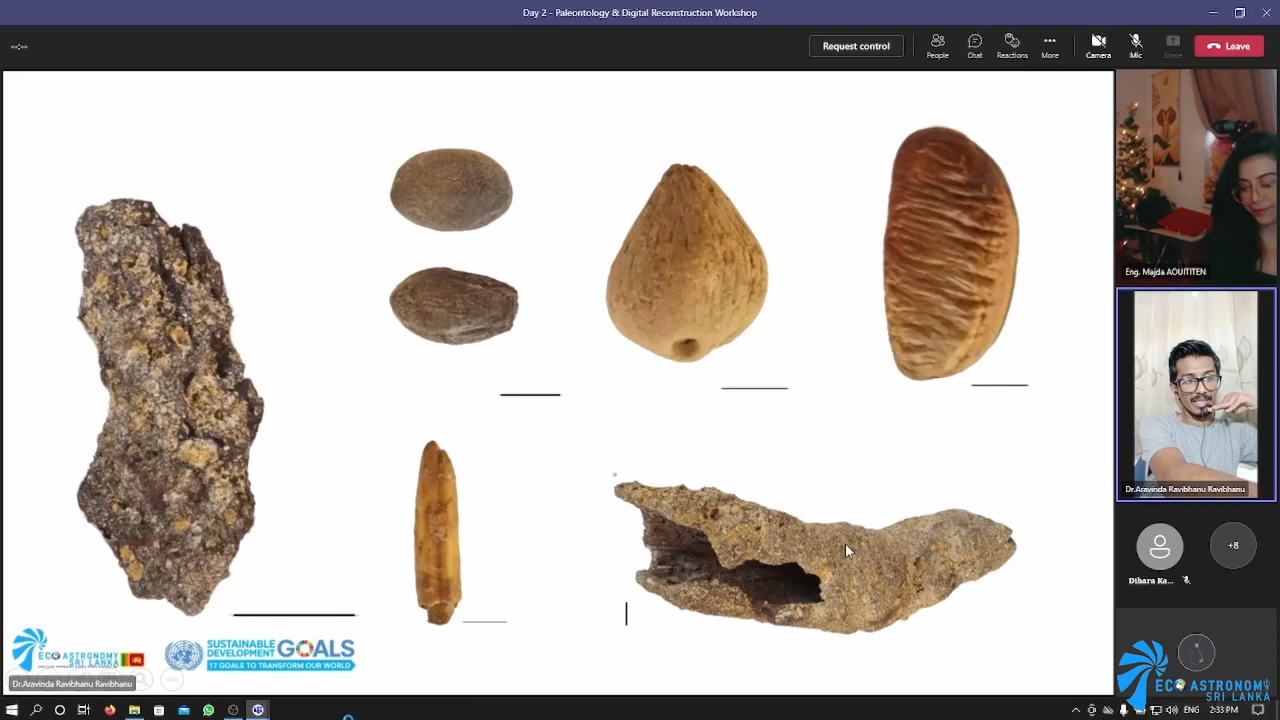 Day 2 - Paleontology & Digital Reconstruction Workshop
Request control
People
Chat
Reactions
More
Camera
Mic
Share
Leave
Eng. Majda AOUITITEN
Dr.Aravinda Ravibhanu Ravibhanu
Dihara Ka...
+8
ECO ASTRONOMY
SRI LANKA
SUSTAINABLE
DEVELOPMENT
GOALS
17 GOALS TO TRANSFORM OUR WORLD
Dr.Aravinda Ravibhanu Ravibhanu
ECO ASTRONOMY
SRI LANKA
ENG
2:33 PM